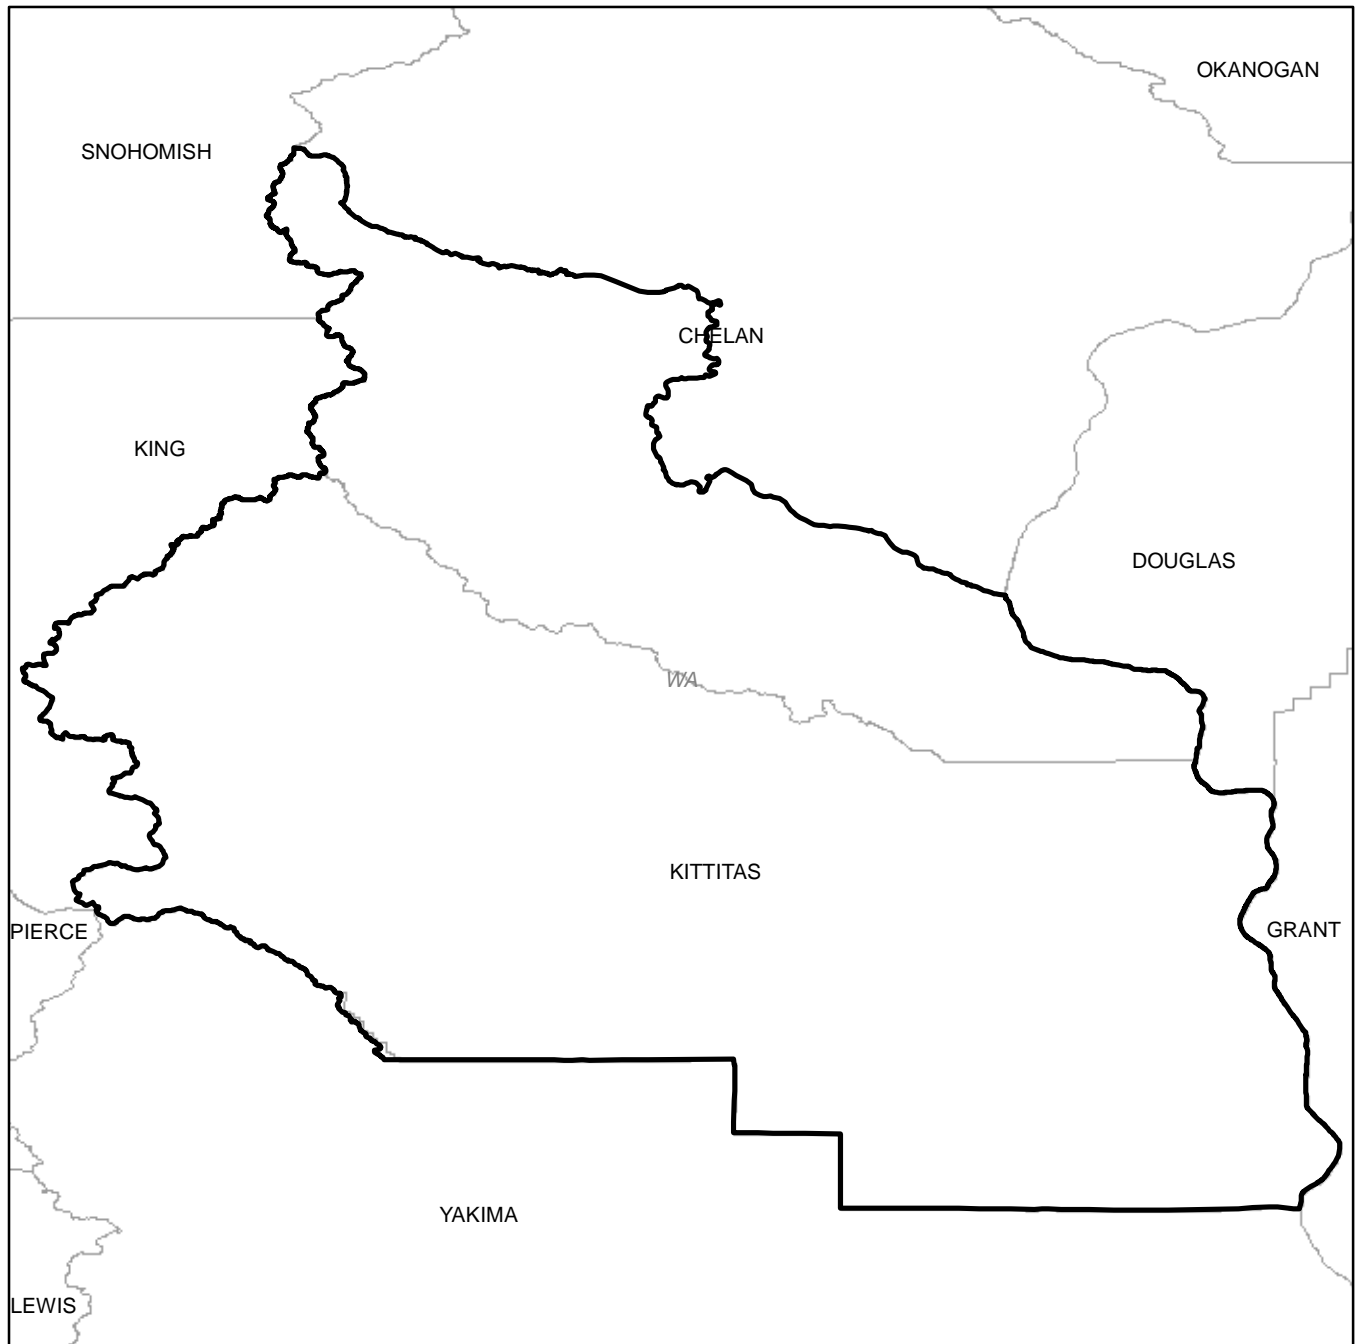 OKANOGAN
SNOHOMISH
CHELAN
KING
DOUGLAS
WA
KITTITAS
PIERCE
GRANT
YAKIMA
LEWIS